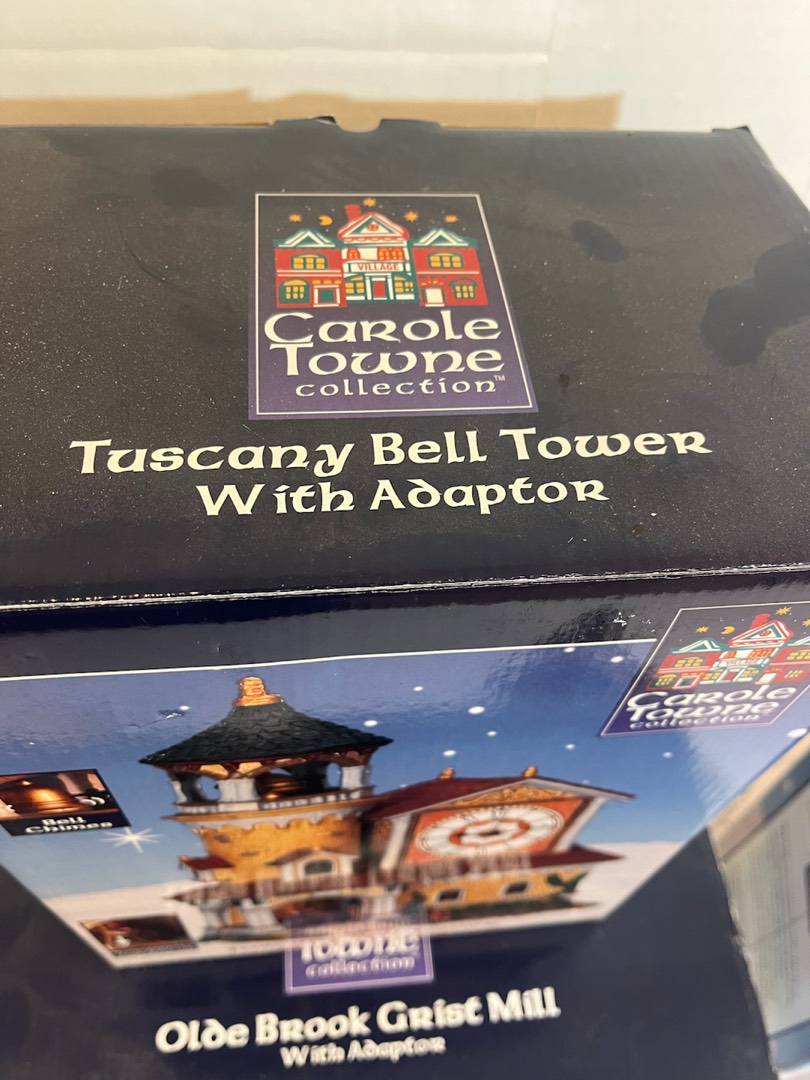 VILLAGE
Carole
Towne
collection™
Tuscany Bell Tower
With Adaptor
Carole
Towne
collection
Bell
Chimes
Towne
collection
Olde Brook Grist Mill
With Adaptor